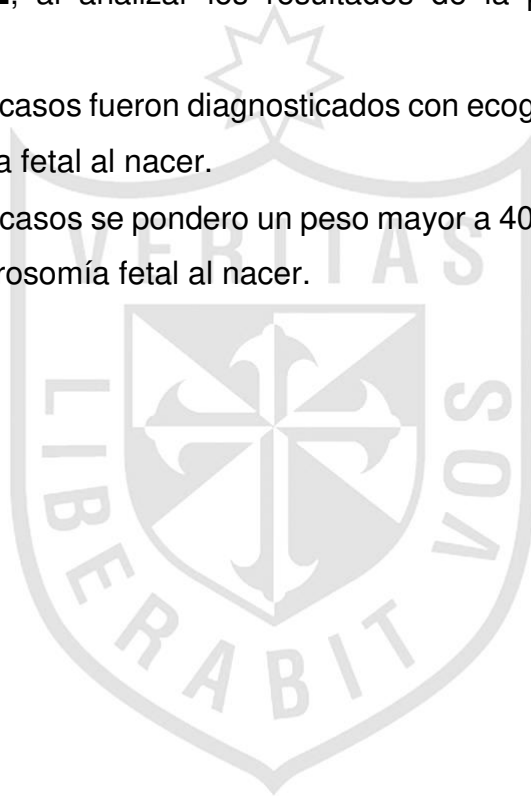 , al analizar los resultados de la
casos fueron diagnosticados con
a fetal al nacer.
casos se pondero un peso mayor a 40
rosomía fetal al nacer.
VERITAS
LIBERABIT
VOS